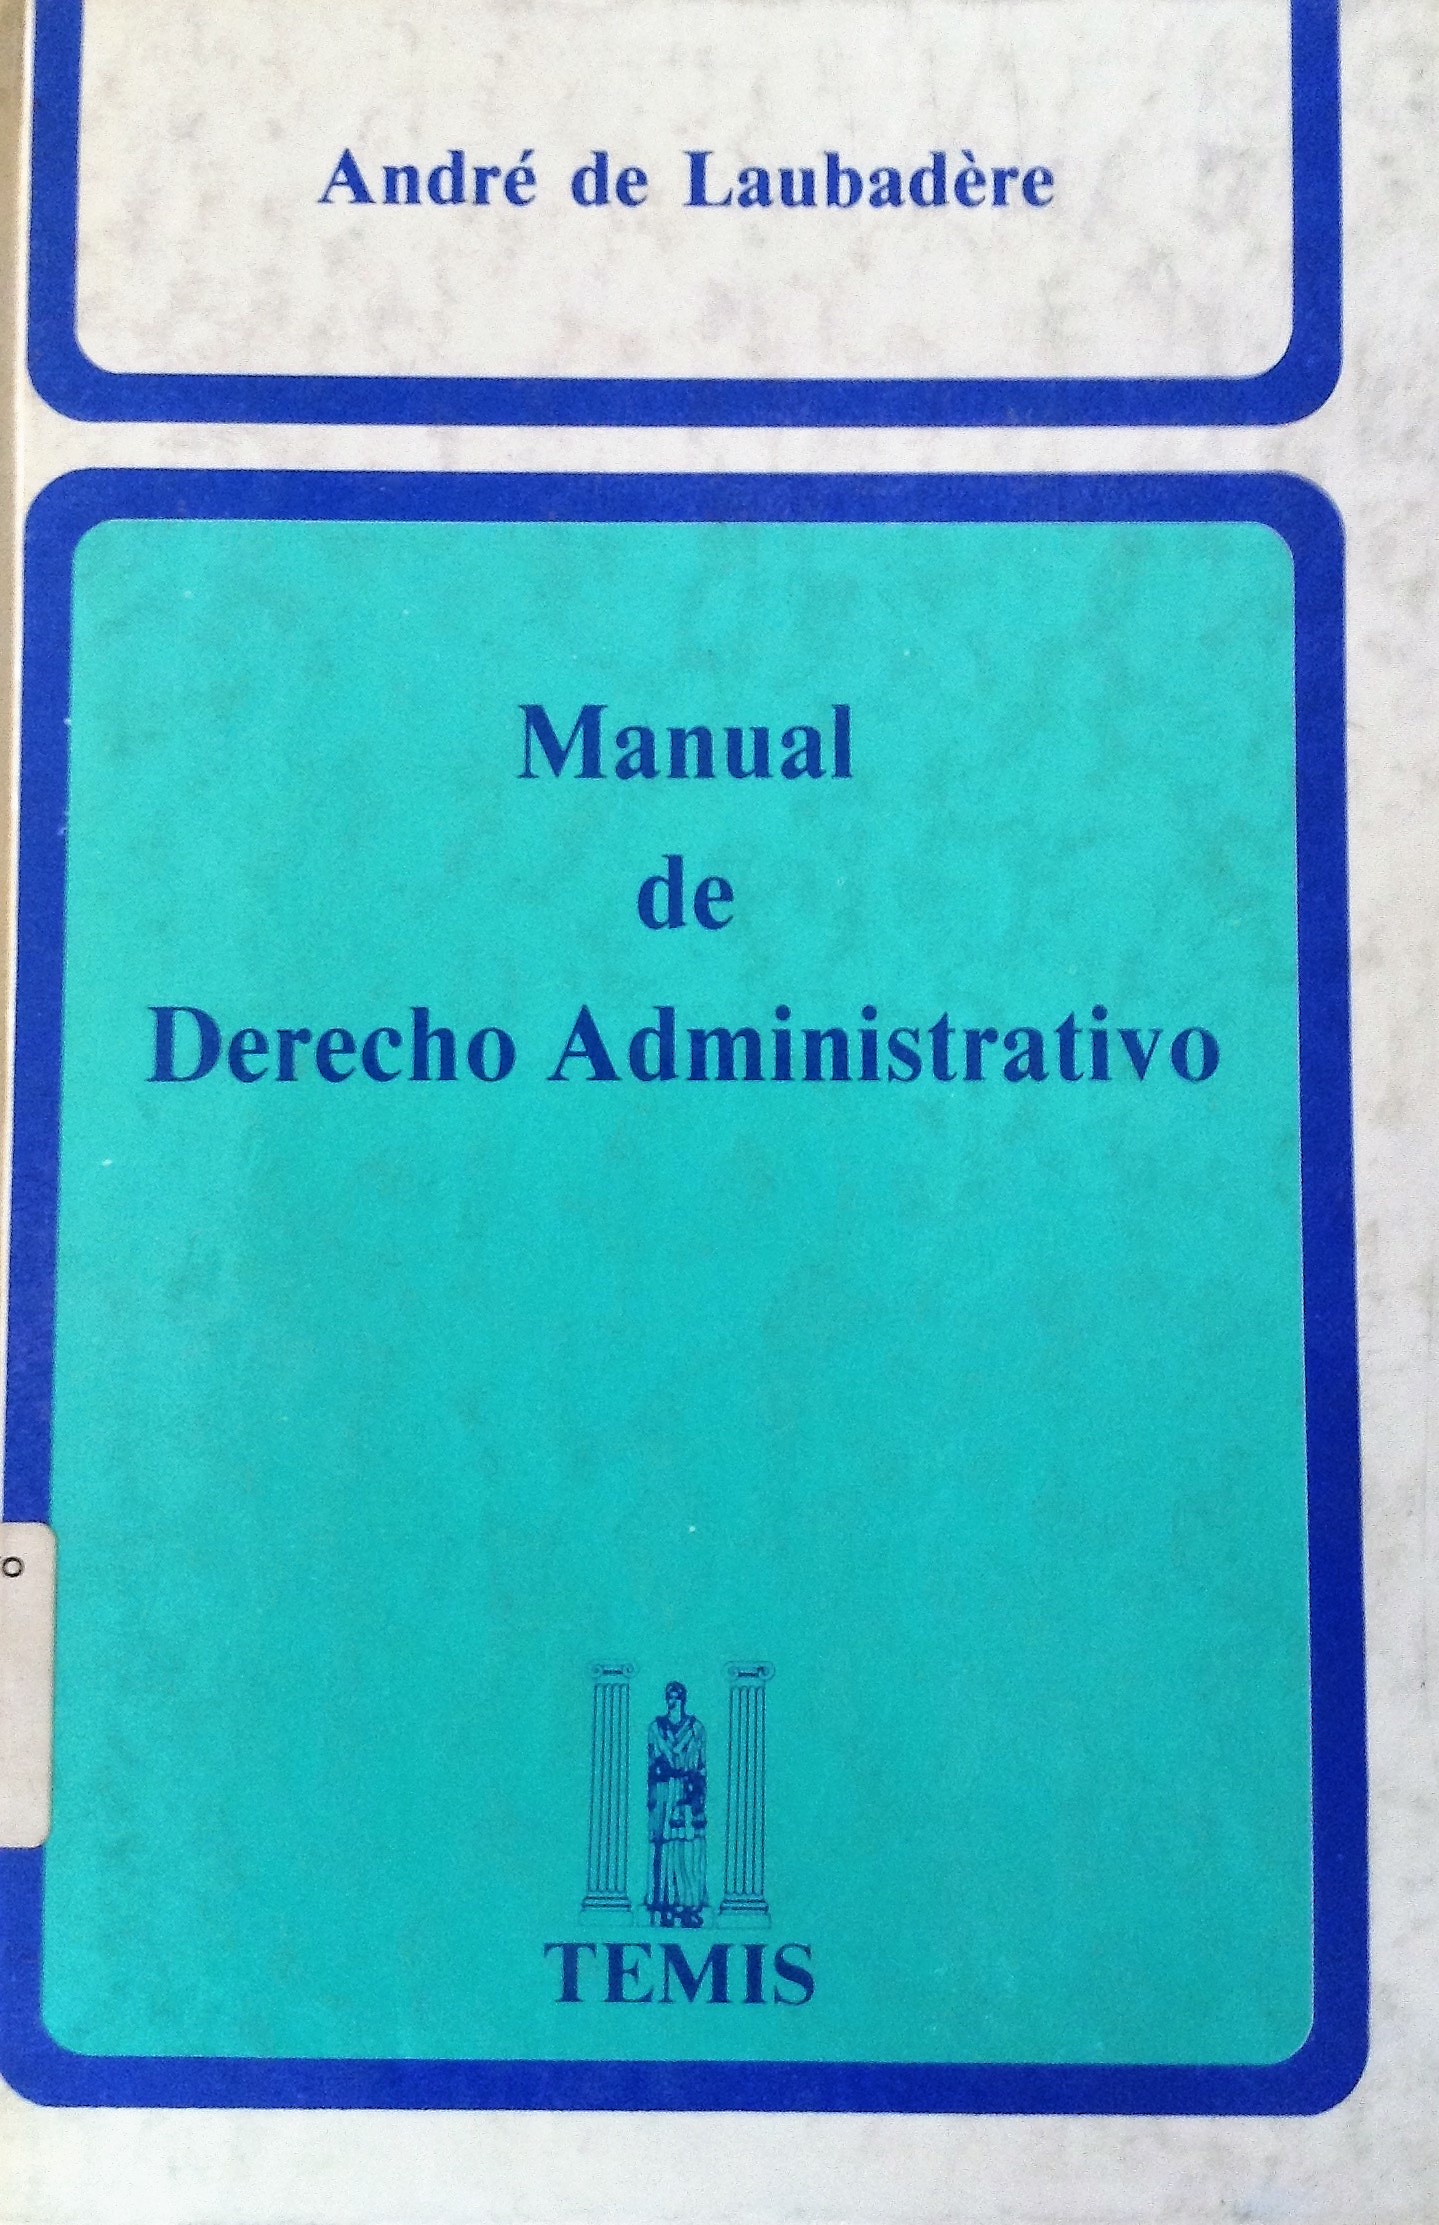 André de Laubadère
Manual
de
Derecho Administrativo
o
TEMIS